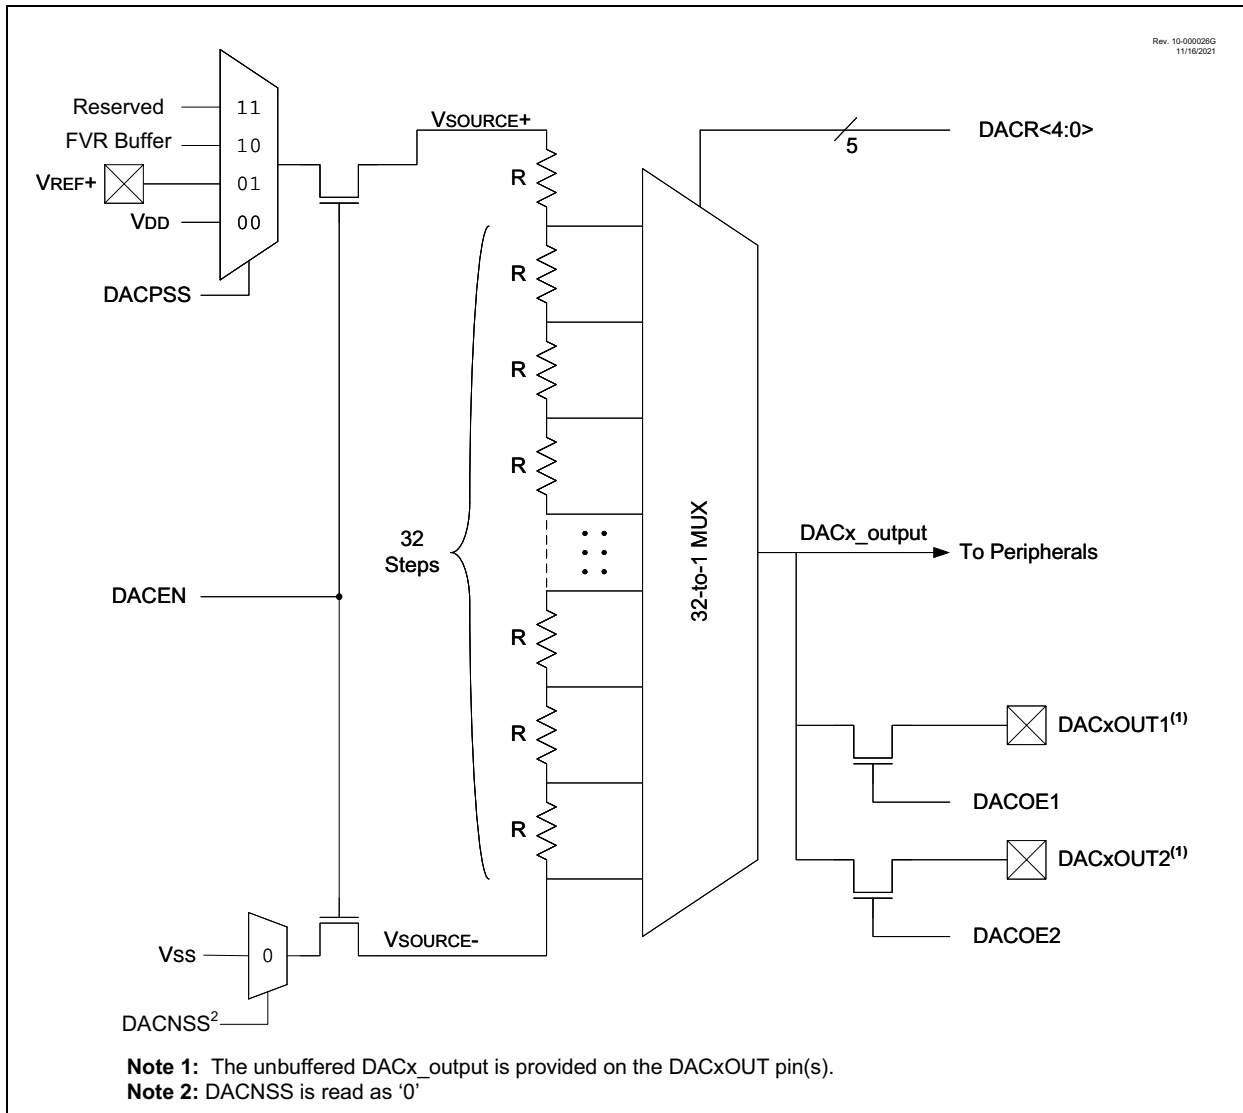 Rev. 10-000026G
11/16/2021
Reserved
11
FVR Buffer
10
VREF+
01
VDD
00
DACPSS
VSOURCE+
DACR<4:0>
5
R
R
R
R
32
Steps
32-to-1 MUX
DACx_output
To Peripherals
DACEN
R
R
R
DACxOUT1(1)
DACOE1
DACxOUT2(1)
DACOE2
VSOURCE-
VSS
0
DACNSS2
Note 1: The unbuffered DACx_output is provided on the DACxOUT pin(s).
Note 2: DACNSS is read as ‘0’